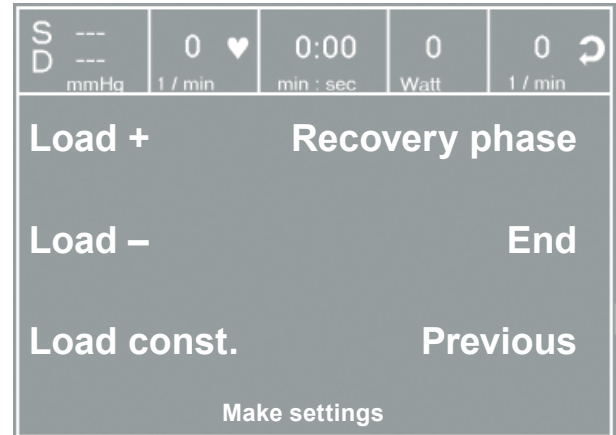 S --- 0 ♥ 0:00 0 0
D ---
mmHg 1 / min min : sec Watt 1 / min
Load + Recovery phase
Load – End
Load const. Previous
Make settings